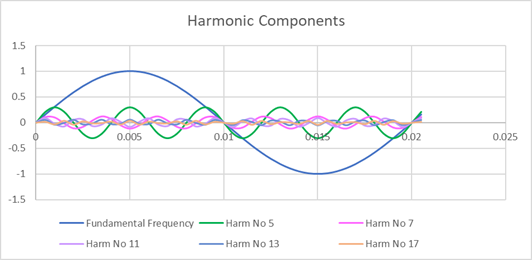 Harmonic Components
1.5
1
0.5
0
-0.5
-1
-1.5
0 0.005 0.01 0.015 0.02 0.025
Fundamental Frequency Harm No 5 Harm No 7
Harm No 11 Harm No 13 Harm No 17